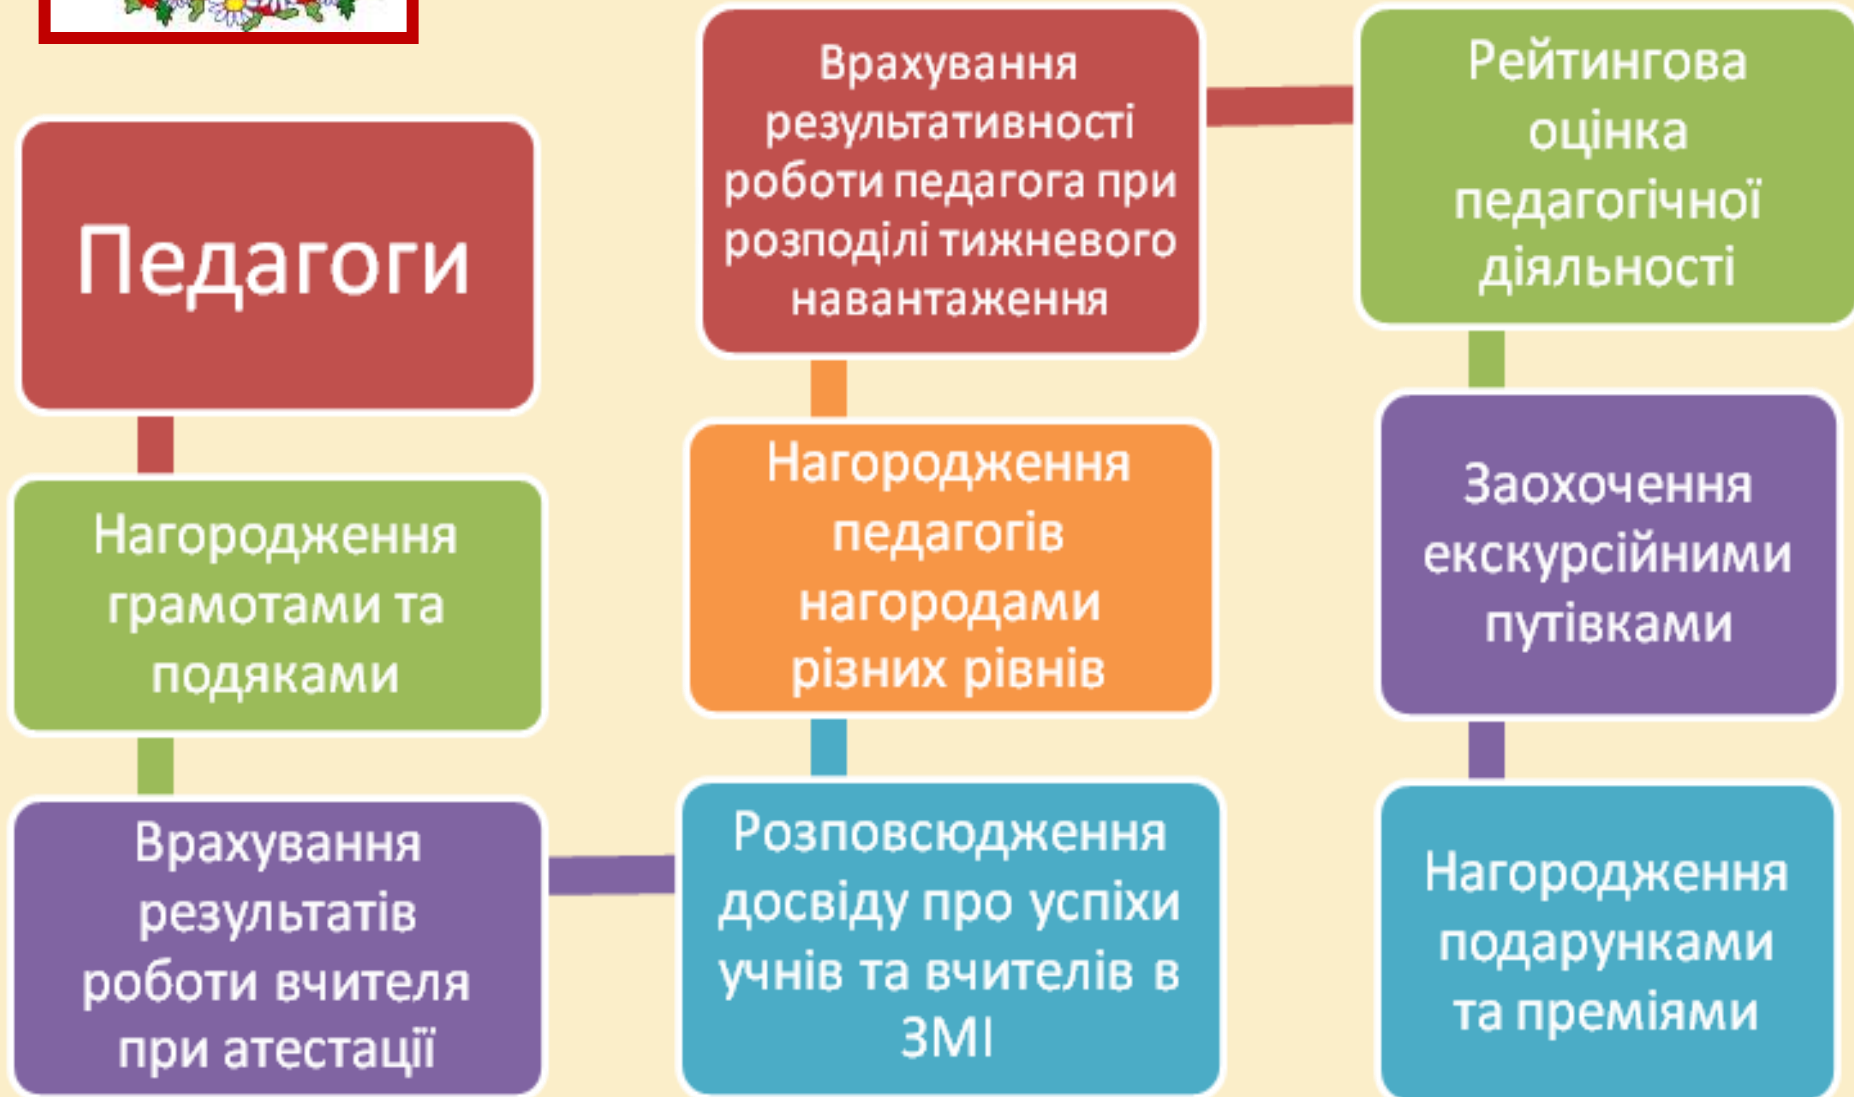 Педагоги
Нагородження
грамотами та
подяками
Врахування
результатів
роботи вчителя
при атестації
Розповсюдження
досвіду про успіхи
учнів та вчителів в
ЗМІ
Нагородження
педагогів
нагородами
різних рівнів
Врахування
результативності
роботи педагога при
розподілі тижневого
навантаження
Рейтингова
оцінка
педагогічної
діяльності
Заохочення
екскурсійними
путівками
Нагородження
подарунками
та преміями